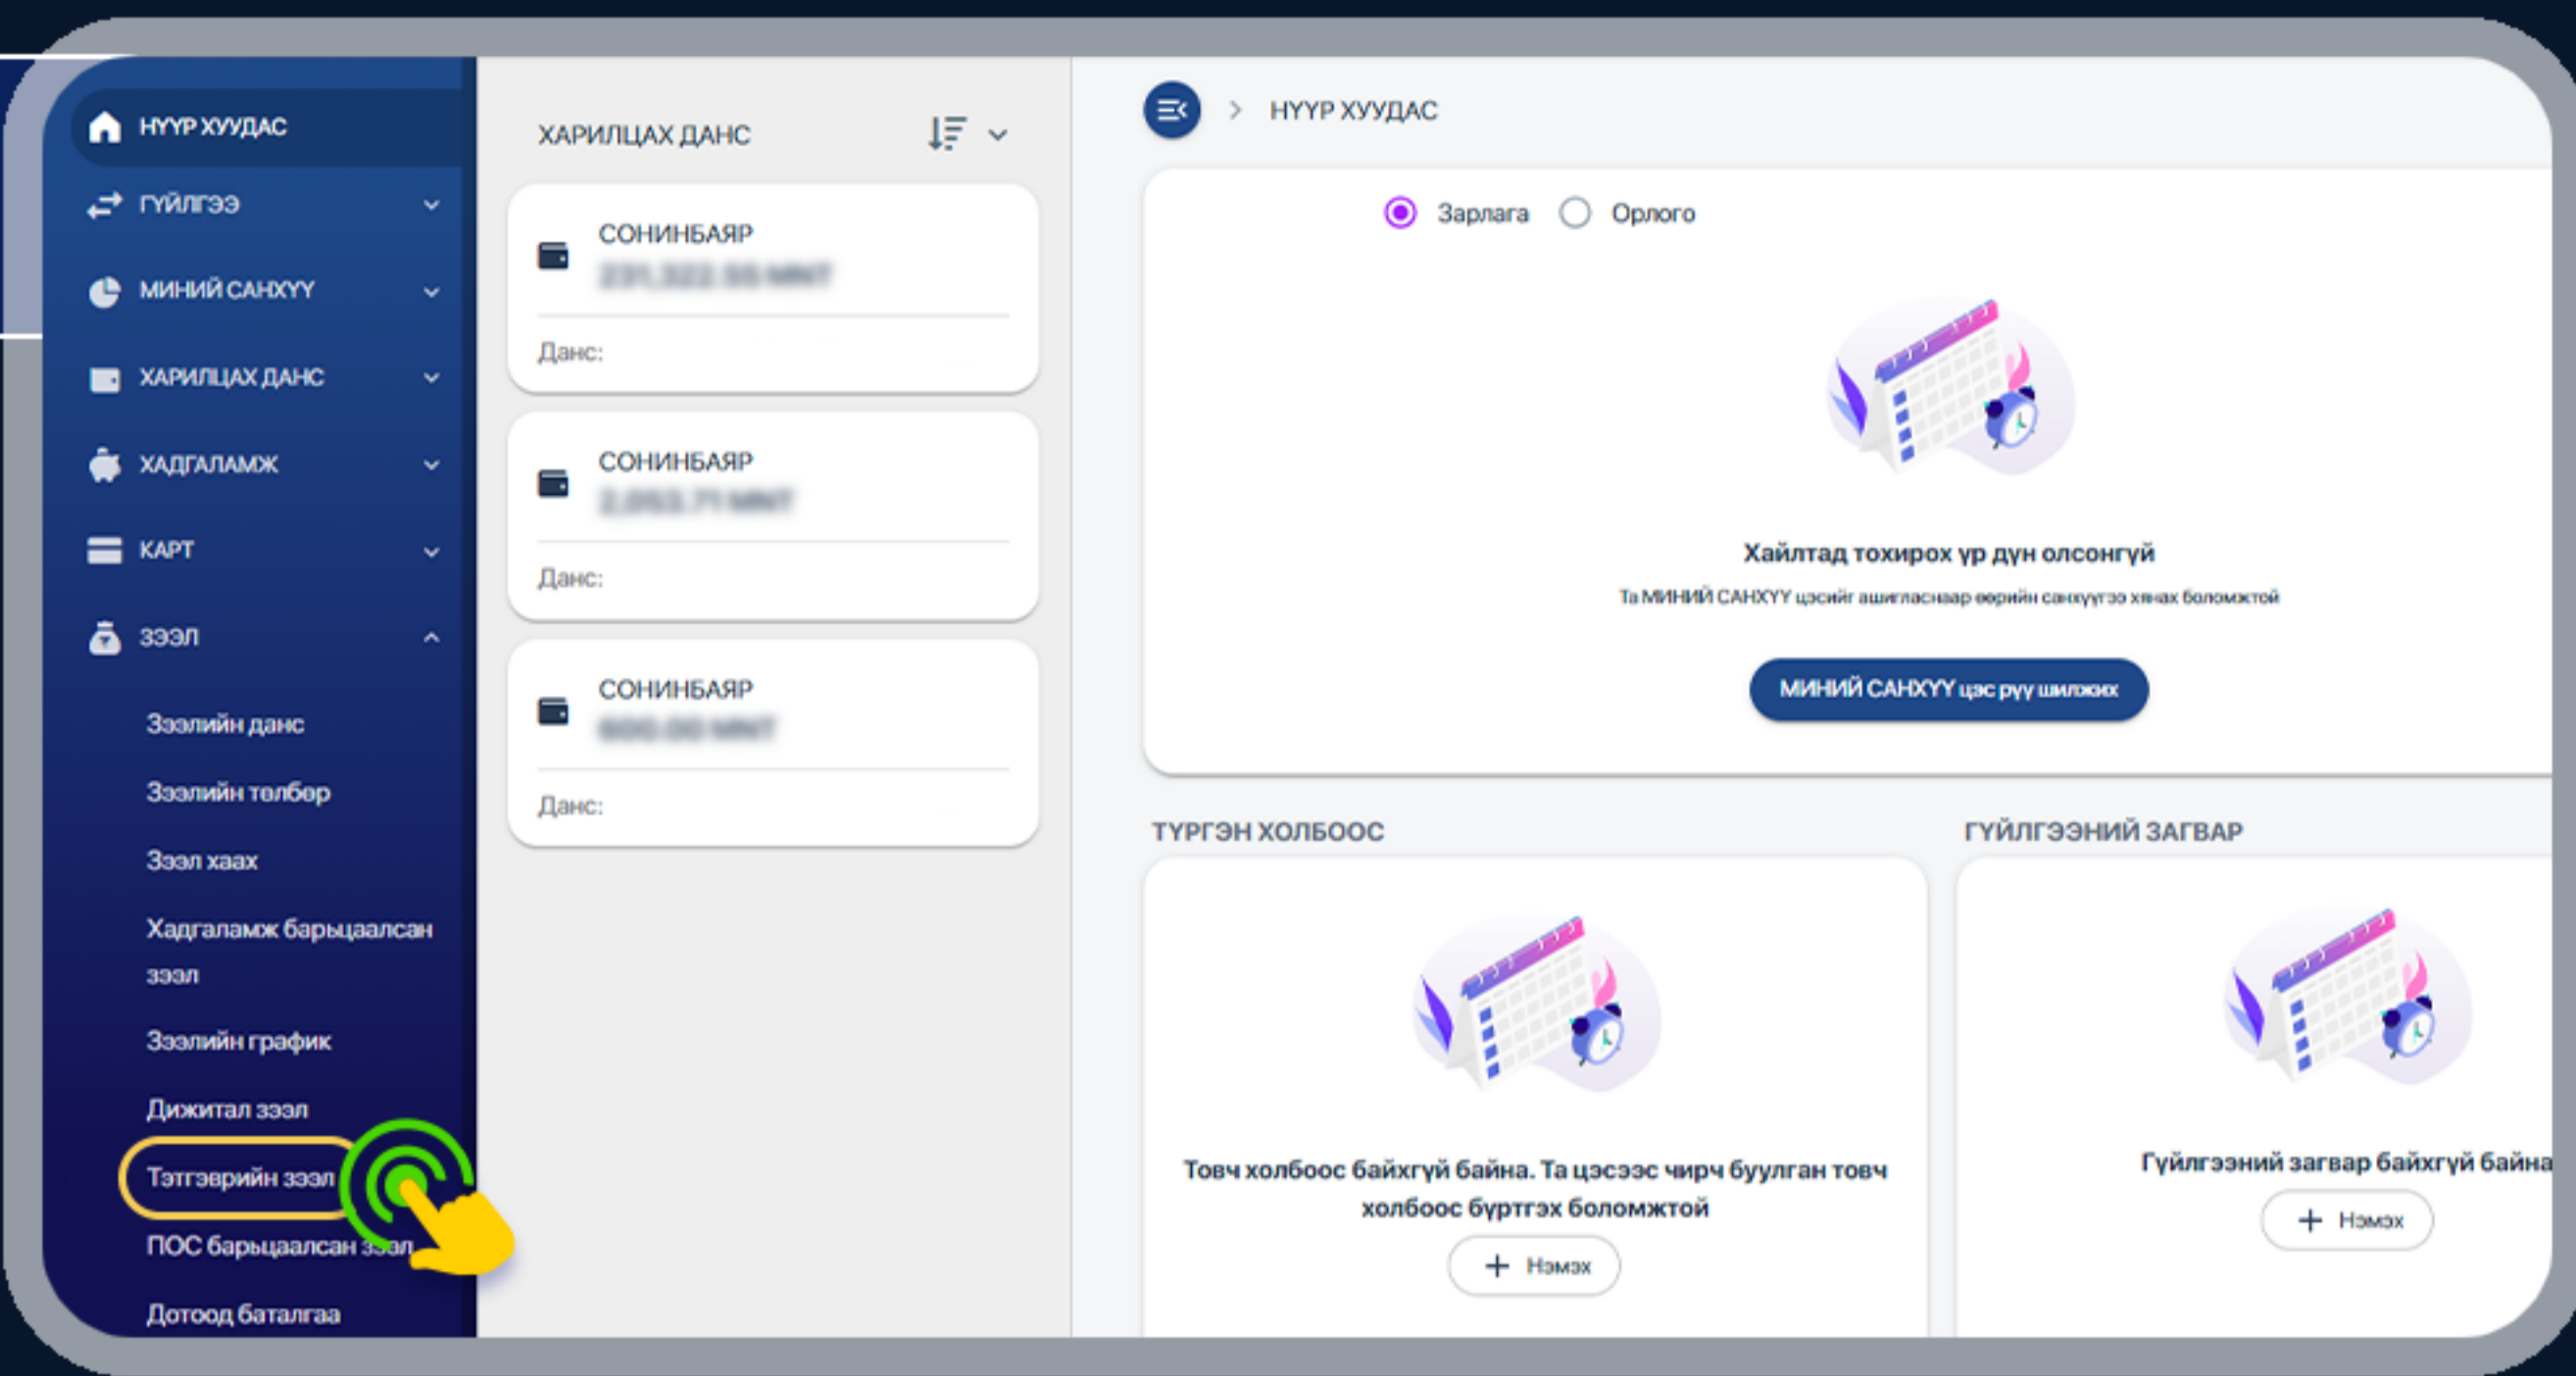 НҮҮР ХУУДАС
ГҮЙЛГЭЭ
МИНИЙ САНХҮҮ
ХАРИЛЦАХ ДАНС
ХАДГАЛАМЖ
КАРТ
ЗЭЭЛ
Зээлийн данс
Зээлийн төлбөр
Зээл хаах
Хадгаламж барьцаалсан
зээл
Зээлийн график
Дижитал зээл
Тэтгэврийн зээл
ПОС барьцаалсан зээл
Дотоод баталгаа
ХАРИЛЦАХ ДАНС
СОНИНБАЯР
Данс:
СОНИНБАЯР
Данс:
СОНИНБАЯР
Данс:
НҮҮР ХУУДАС
Зарлага Орлого
Хайлтад тохирох үр дүн олсонгүй
Та МИНИЙ САНХҮҮ цэсийг ашигласнаар өөрийн санхүүгээ хянах боломжтой
МИНИЙ САНХҮҮ цэс рүү шилжих
ТҮРГЭН ХОЛБООС
Товч холбоос байхгүй байна. Та цэсээс чирч буулган товч
холбоос бүртгэх боломжтой
+ Нэмэх
ГҮЙЛГЭЭНИЙ ЗАГВАР
Гүйлгээний загвар байхгүй байна
+ Нэмэх